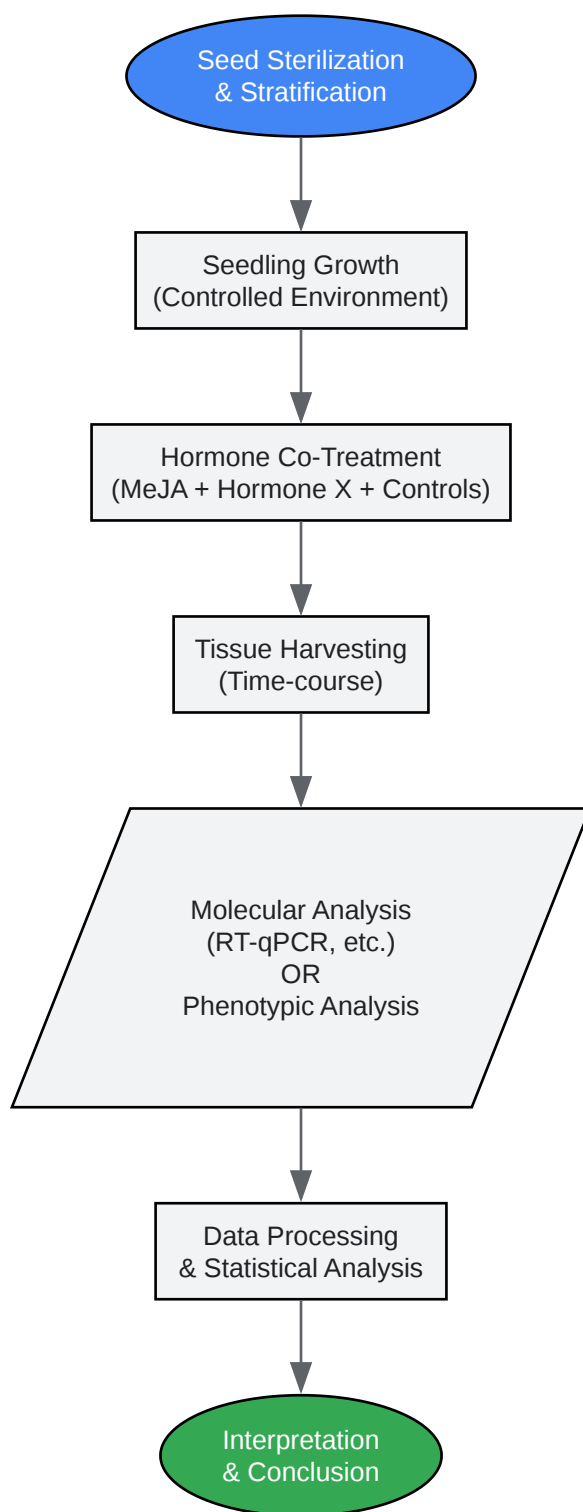 Seed Sterilization
& Stratification
Seedling Growth
(Controlled Environment)
Hormone Co-Treatment
(MeJA + Hormone X + Controls)
Tissue Harvesting
(Time-course)
Molecular Analysis
(RT-qPCR, etc.)
OR
Phenotypic Analysis
Data Processing
& Statistical Analysis
Interpretation
& Conclusion